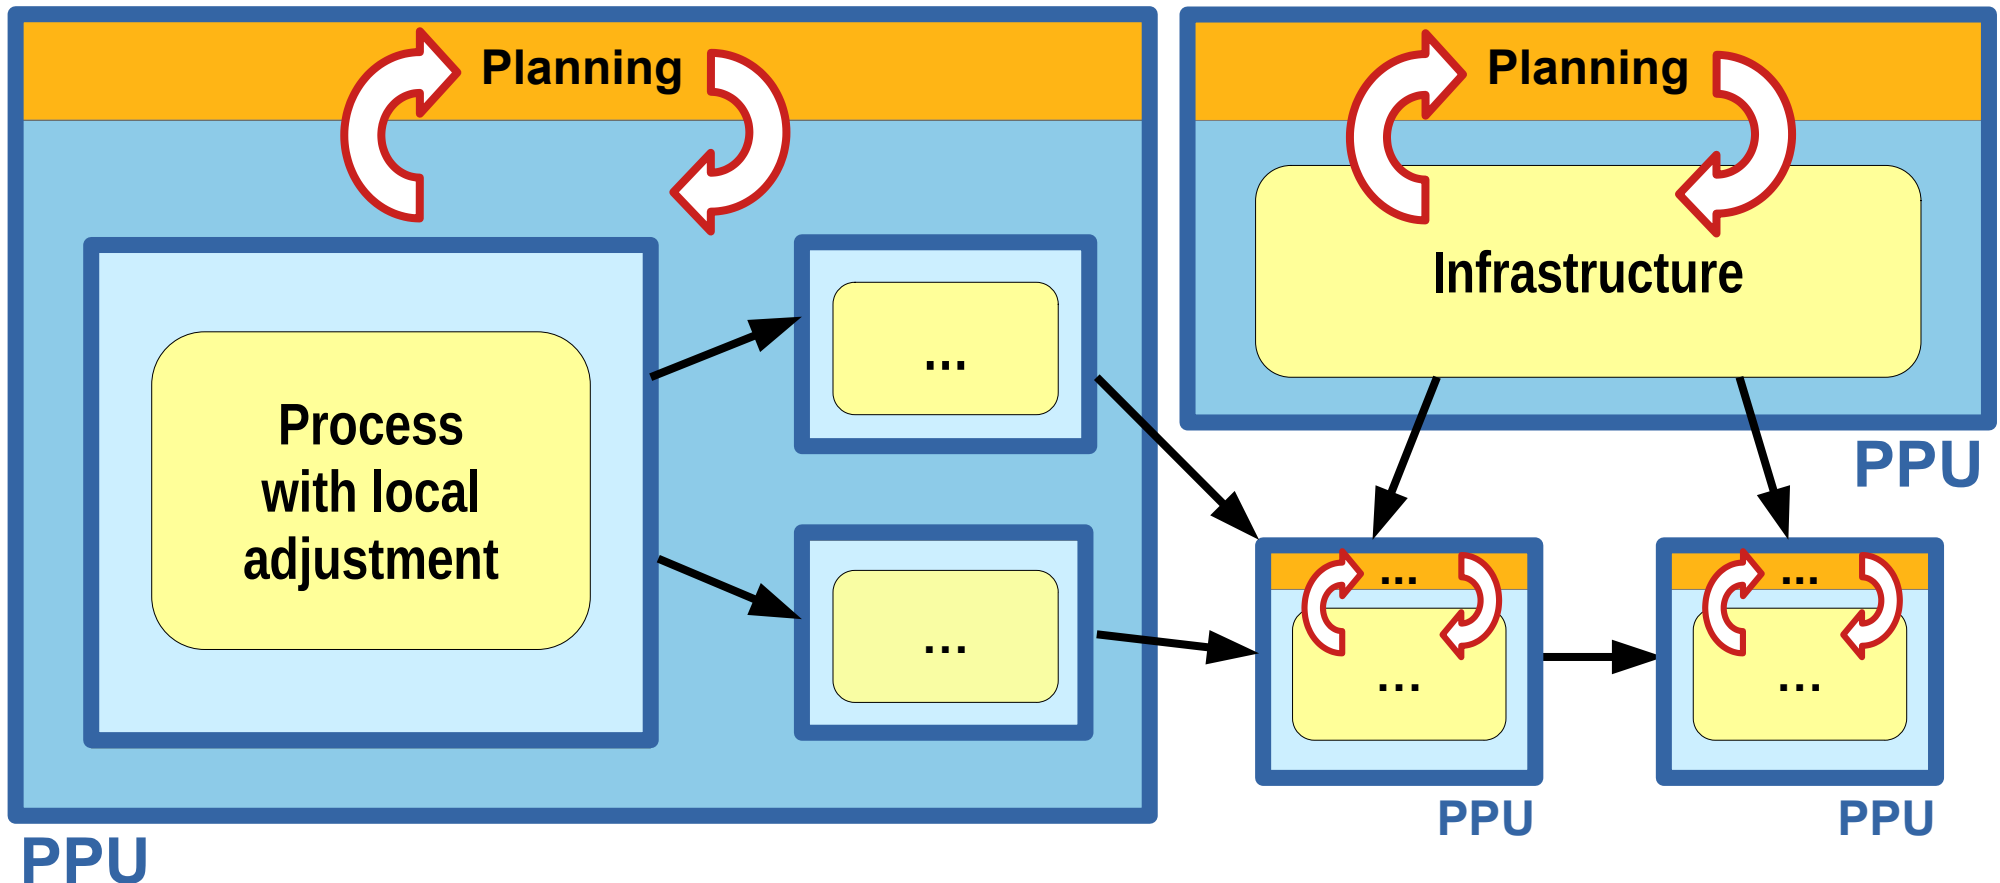 Planning
Process
with local
adjustment
...
...
PPU
Planning
Infrastructure
PPU
...
...
PPU
...
...
PPU